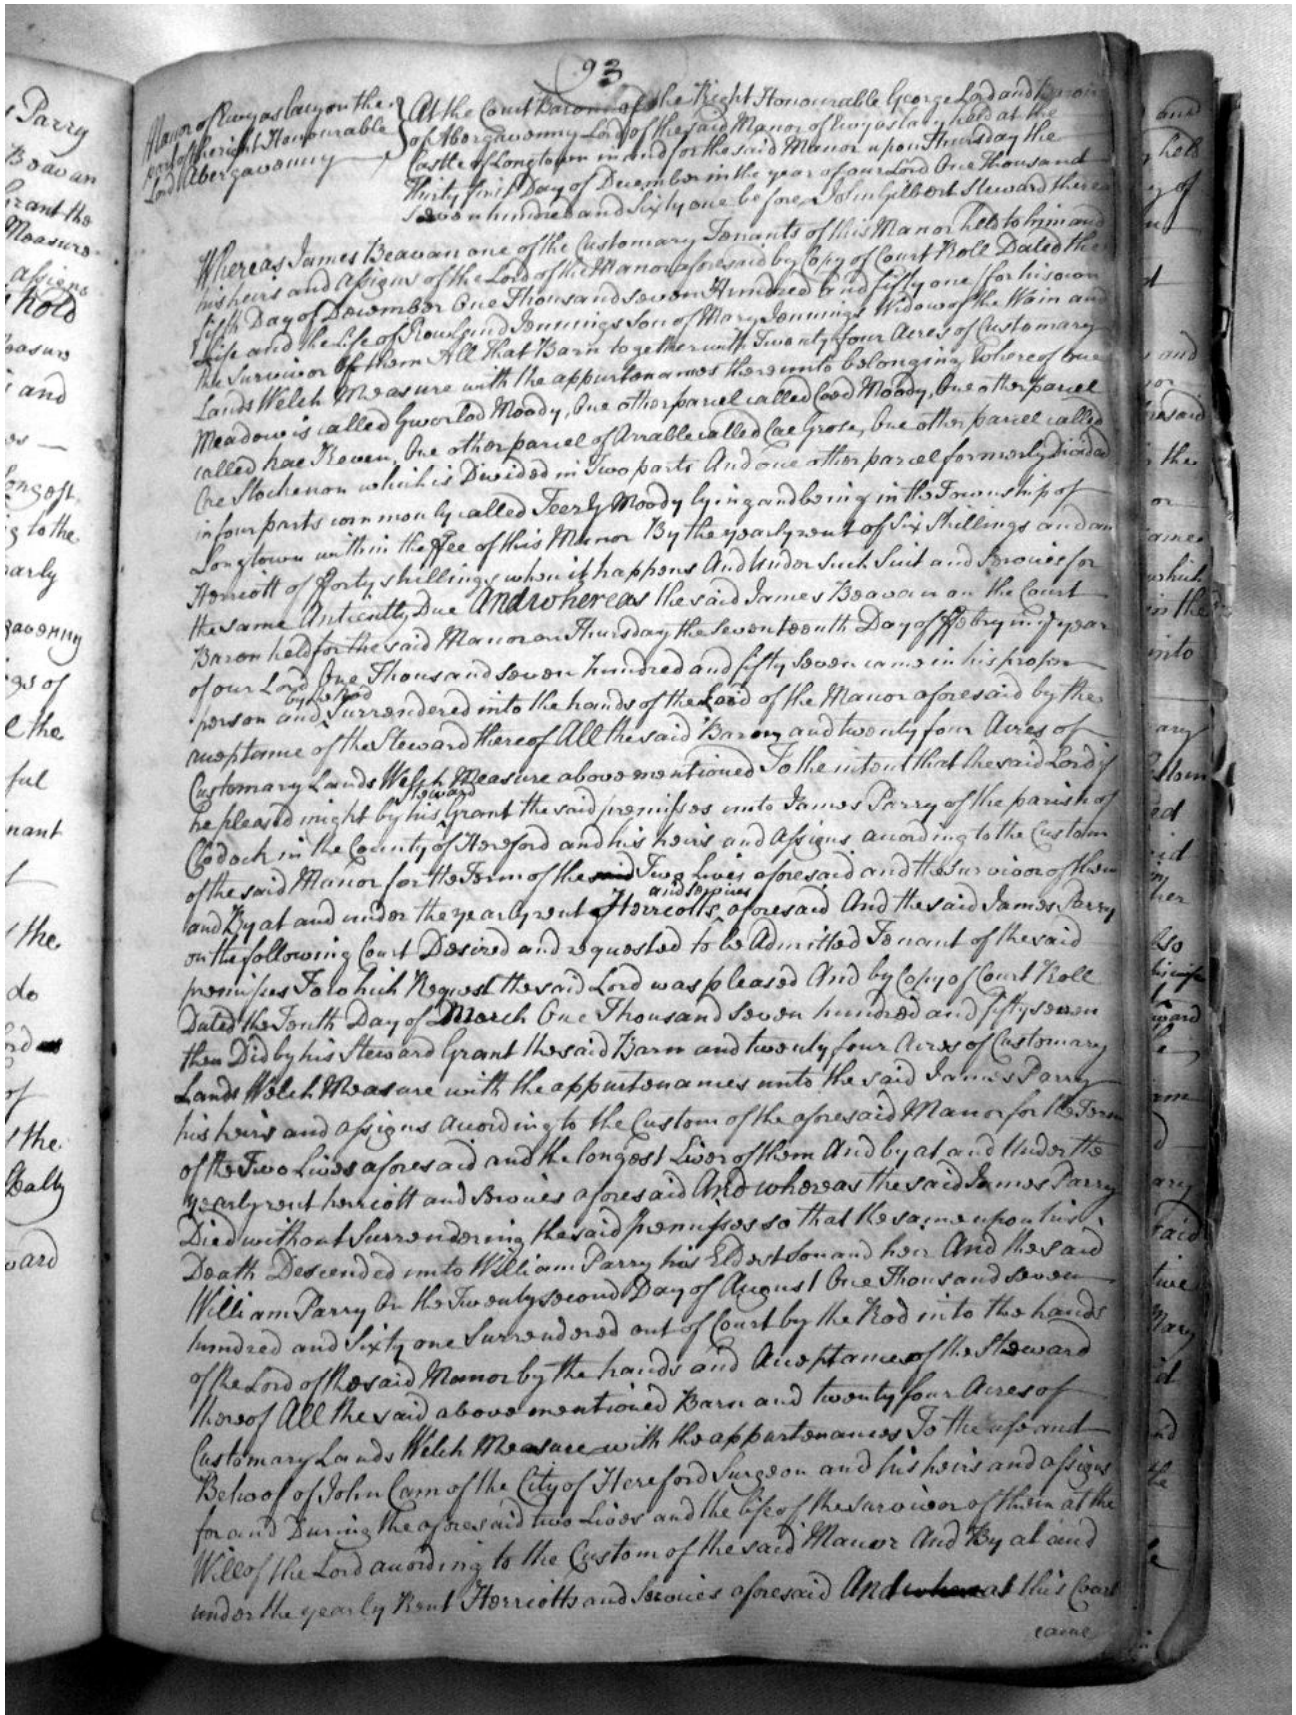 93
Manor of Ewyas lacy on the
part of the right Honourable
Lord Abergavenny
At the Court Baron of the Right Honourable George Lord and Baron
of Abergavenny Lord of the said Manor of Ewyas lacy held at the
Castle of Longtown in and for the said Manor upon Thursday the
Thirty first Day of December in the year of our Lord One Thousand
Seven hundred and Sixty one before John Gilbert Steward thereof
Whereas James Beavan one of the Customary Tenants of this Manor held to him and
his heirs and assigns of the Lord of the Manor aforesaid by Copy of Court Roll Dated the
fifth Day of December One Thousand seven Hundred and fifty one for his own
Life and the Life of Rowland Jennings Son of Mary Jennings Widow of the Wain and
the Survivor of them All That Barn together with Twenty four Acres of Customary
Lands Welch Measure with the appurtenances thereunto belonging Whereof one
Meadow is called Gworlod Moody, One other parcel called Coed Moody, One other parcel
called kae Keven, One other parcel of Arrable called Cae Grose, One other parcel called
Cre Stockenon which is Divided in Two parts And one other parcel formerly Divided
in four parts commonly called Teer y Moody lying and being in the Township of
Longtown within the ffee of this Manor By the yearly rent of Six Shillings and an
Herriott of fforty shillings when it happens And Under Such Suit and Services for
the same Antiently Due And whereas the said James Beavan on the Court
Baron held for the said Manor on Thursday the Seventeenth Day of ffebry in ye year
of our Lord One Thousand seven hundred and fifty seven came in his proper
by the rod
person and Surrendered into the hands of the Lord of the Manor aforesaid by the
acceptance of the Steward thereof All the said Barn and twenty four Acres of
Customary Lands Welch Measure above mentioned To the intent that the said Lord if
Steward
he pleased might by his Grant the said premisses unto James Parry of the parish of
Clodock in the County of Hereford and his heirs and Assigns according to the Custom
of the said Manor for the Term of the said Two Lives aforesaid and the survivor of them
and services
and By at and under the yearly rent Herriotts aforesaid And the said James Parry
on the following Court Desired and requested to be Admitted Tenant of the said
premisses To which Request the said Lord was pleased And by Copy of Court Roll
Dated the Tenth Day of March One Thousand seven hundred and fifty seven
then Did by his Steward Grant the said Barn and twenty four Acres of Customary
Lands Welch Measure with the appurtenances unto the said James Parry
his heirs and assigns according to the Custom of the aforesaid Manor for the Term
of the Two Lives aforesaid and the longest Liver of them And by at and Under the
yearly rent herriott and Services aforesaid And whereas the said James Parry
Died without Surrendering the said premisses so that the same upon his
Death Descended unto William Parry his Eldest Son and heir And the said
William Parry On the Twenty second Day of August One Thousand seven
hundred and Sixty one Surrendered out of Court by the Rod into the hands
of the Lord of the said Manor by the hands and Acceptance of the Steward
thereof All the said above mentioned Barn and twenty four Acres of
Customary Lands Welch Measure with the appurtenances To the use and
Behoof of John Cam of the City of Hereford Surgeon and his heirs and assigns
for and During the aforesaid two Lives and the life of the survivor of them at the
Will of the Lord according to the Custom of the said Manor And By at and
under the yearly Rent Herriotts and Services aforesaid And whereas this Court
came